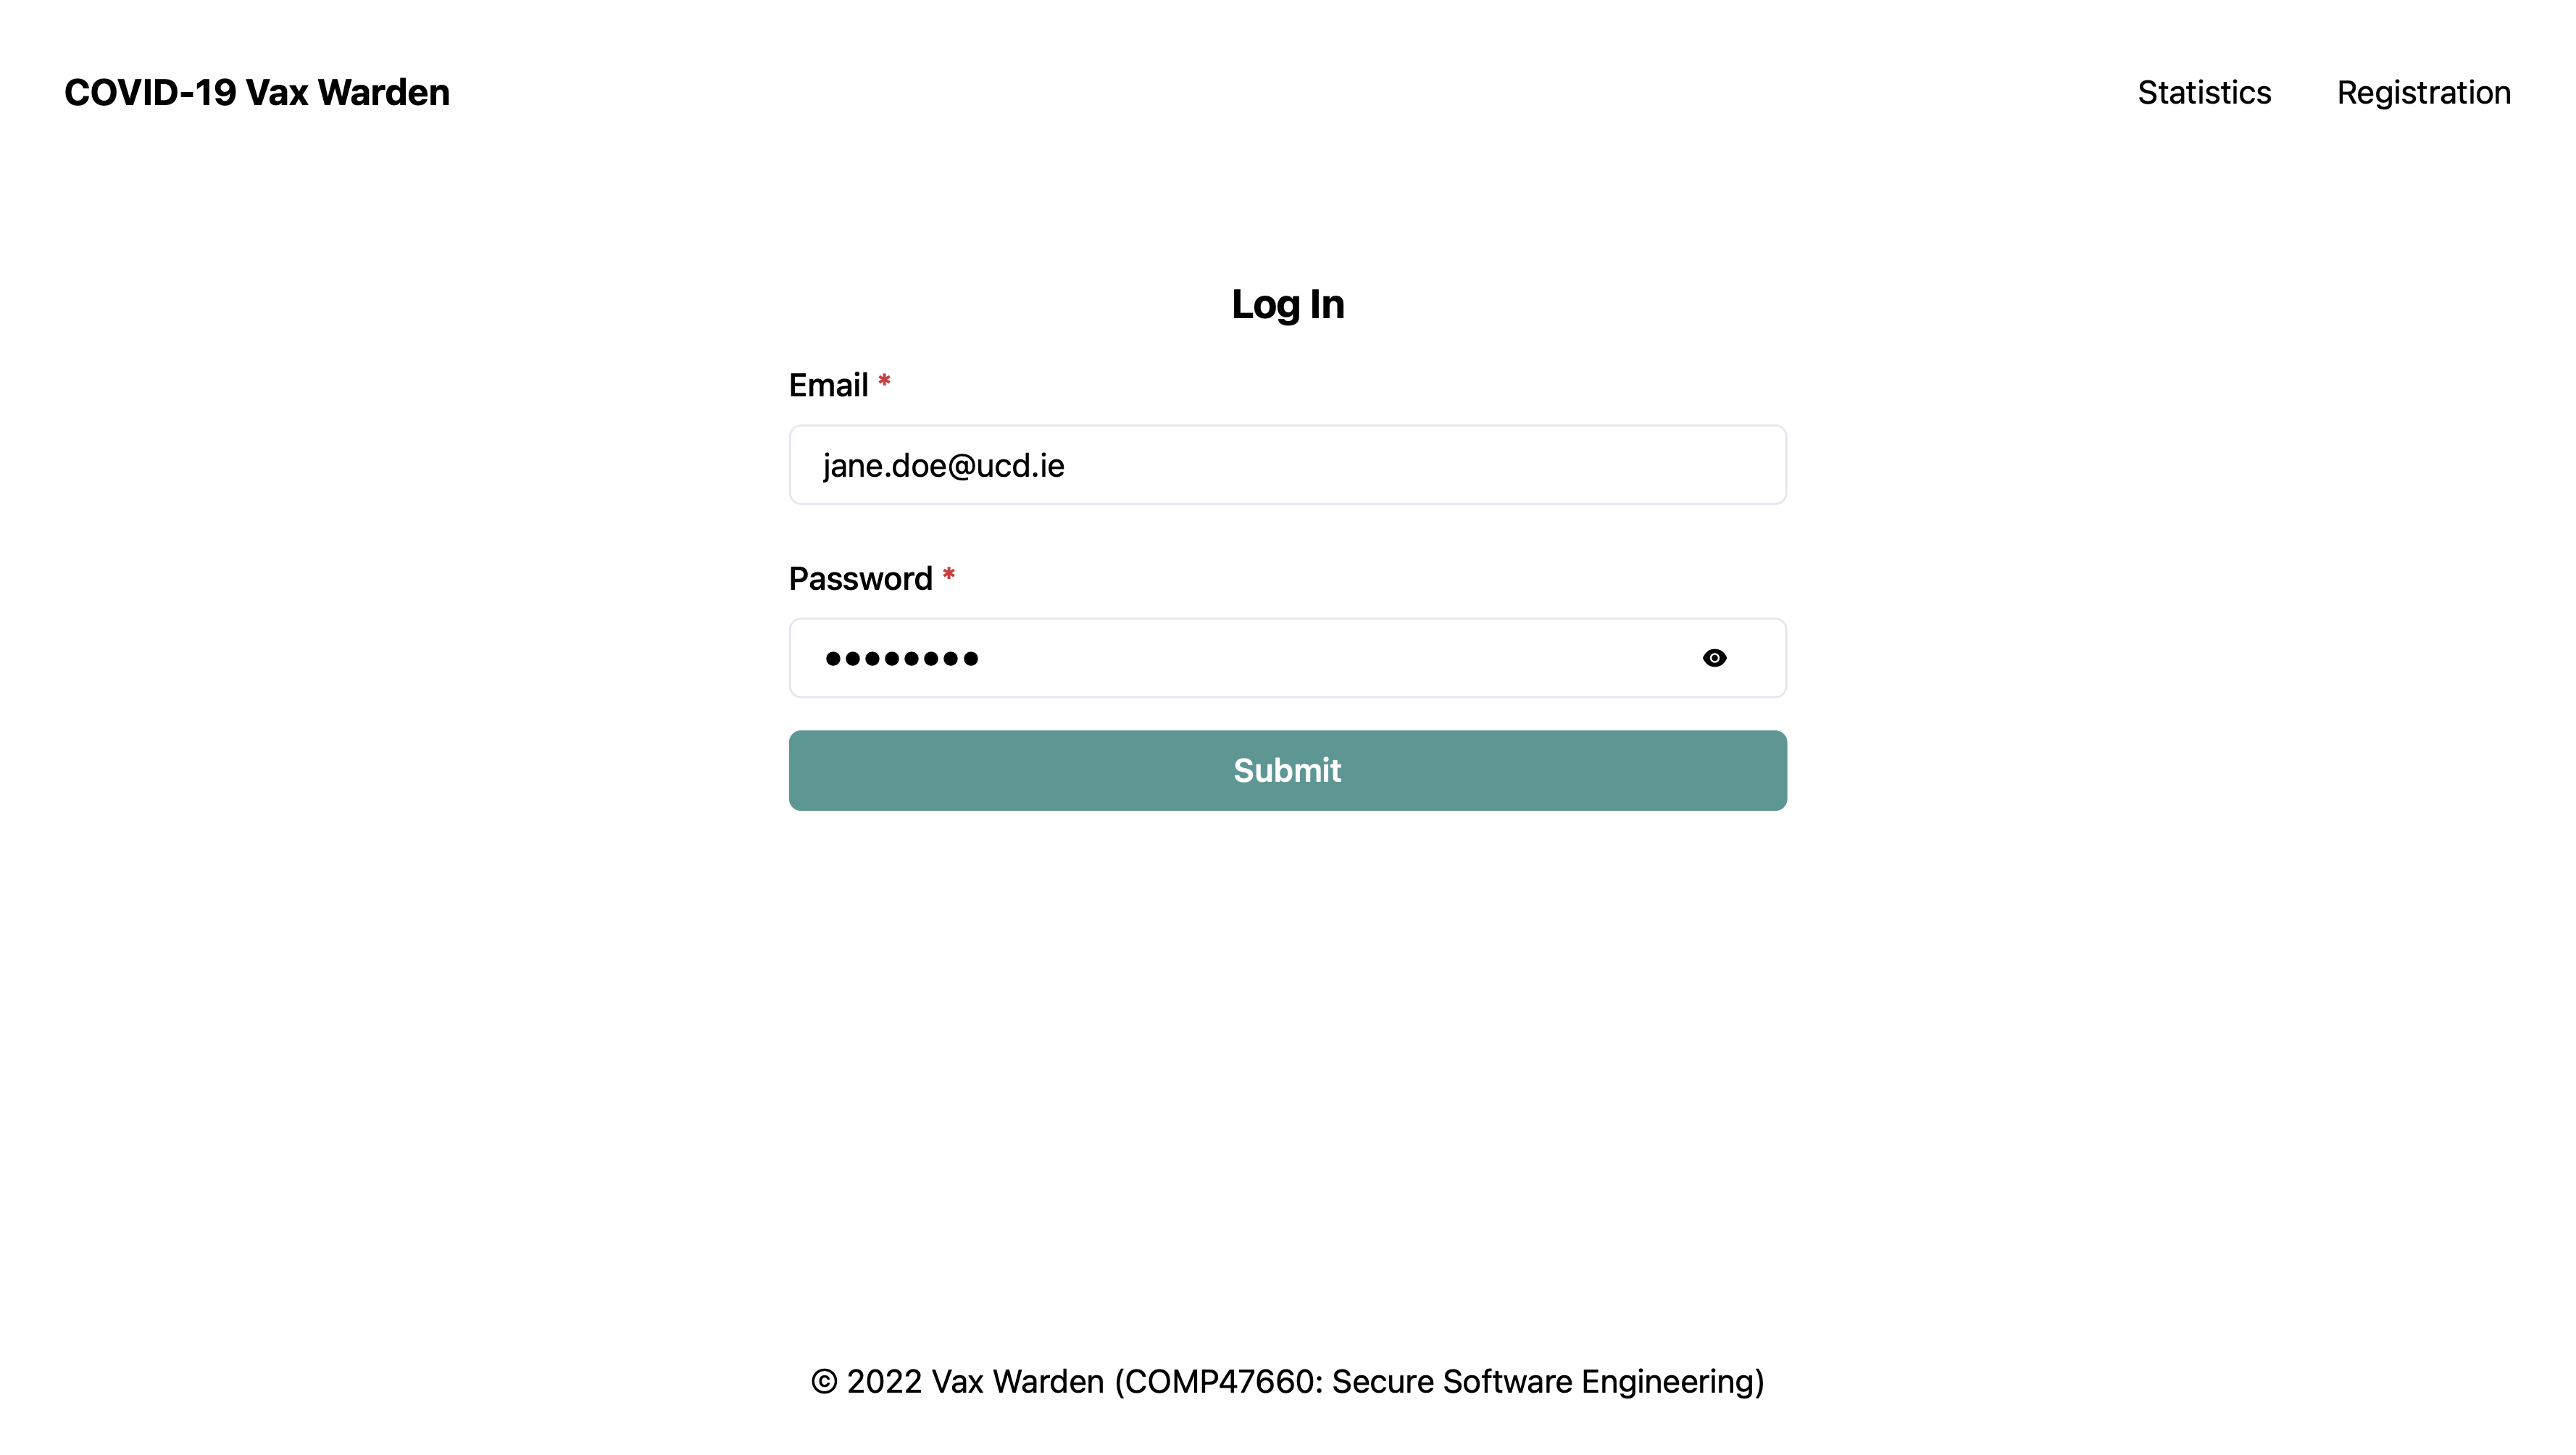 COVID-19 Vax Warden
Statistics
Registration
Log In
Email *
jane.doe@ucd.ie
Password *
••••••••
Submit
© 2022 Vax Warden (COMP47660: Secure Software Engineering)